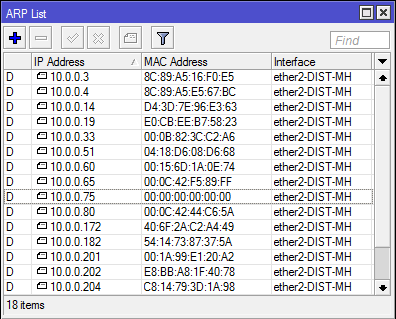 ARP List
Find
IP Address MAC Address Interface
D 10.0.0.3 8C:89:A5:16:F0:E5 ether2-DIST-MH
D 10.0.0.4 8C:89:A5:E5:67:BC ether2-DIST-MH
D 10.0.0.14 D4:3D:7E:96:E3:63 ether2-DIST-MH
D 10.0.0.19 E0:CB:EE:B7:58:23 ether2-DIST-MH
D 10.0.0.33 00:0B:82:3C:C2:A6 ether2-DIST-MH
D 10.0.0.51 04:18:D6:08:D6:68 ether2-DIST-MH
D 10.0.0.60 00:15:6D:1A:0E:74 ether2-DIST-MH
D 10.0.0.65 00:0C:42:F5:89:FF ether2-DIST-MH
D 10.0.0.75 00:00:00:00:00:00 ether2-DIST-MH
D 10.0.0.80 00:0C:42:44:C6:5A ether2-DIST-MH
D 10.0.0.172 40:6F:2A:C2:A4:49 ether2-DIST-MH
D 10.0.0.182 54:14:73:87:37:5A ether2-DIST-MH
D 10.0.0.201 00:1A:99:E1:20:A2 ether2-DIST-MH
D 10.0.0.202 E8:BB:A8:1F:40:78 ether2-DIST-MH
D 10.0.0.204 C8:14:79:3D:1A:98 ether2-DIST-MH
18 items